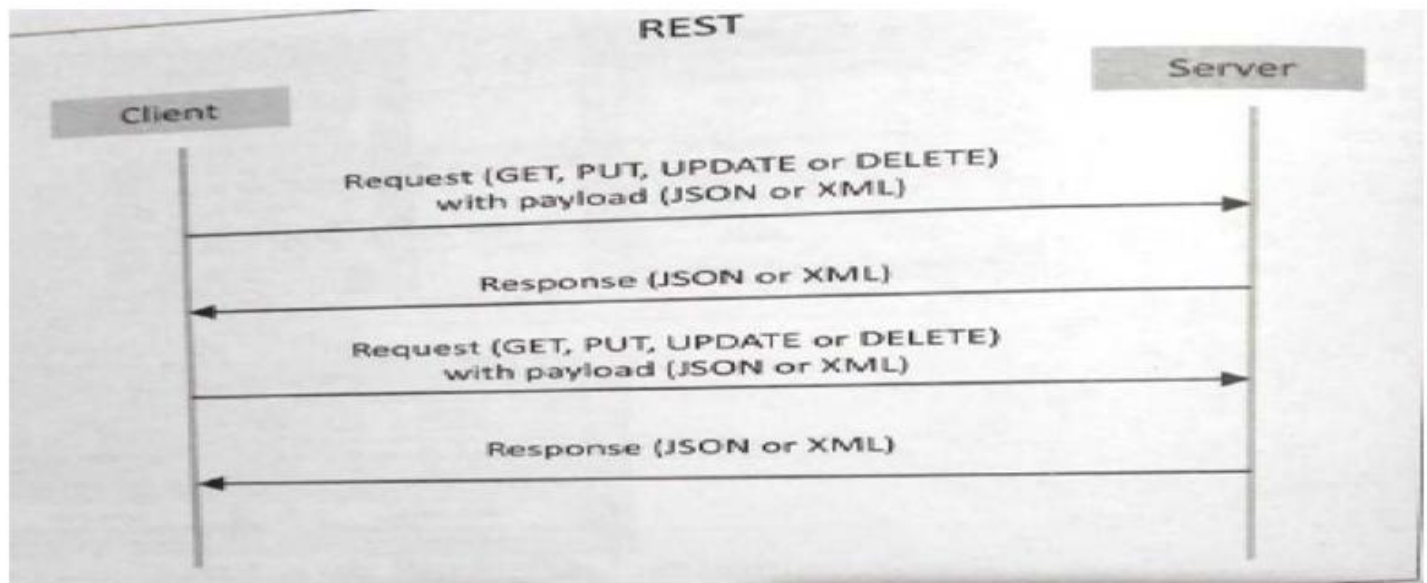 REST
Client
Server
Request (GET, PUT, UPDATE or DELETE)
with payload (JSON or XML)
Response (JSON or XML)
Request (GET, PUT, UPDATE or DELETE)
with payload (JSON or XML)
Response (JSON or XML)